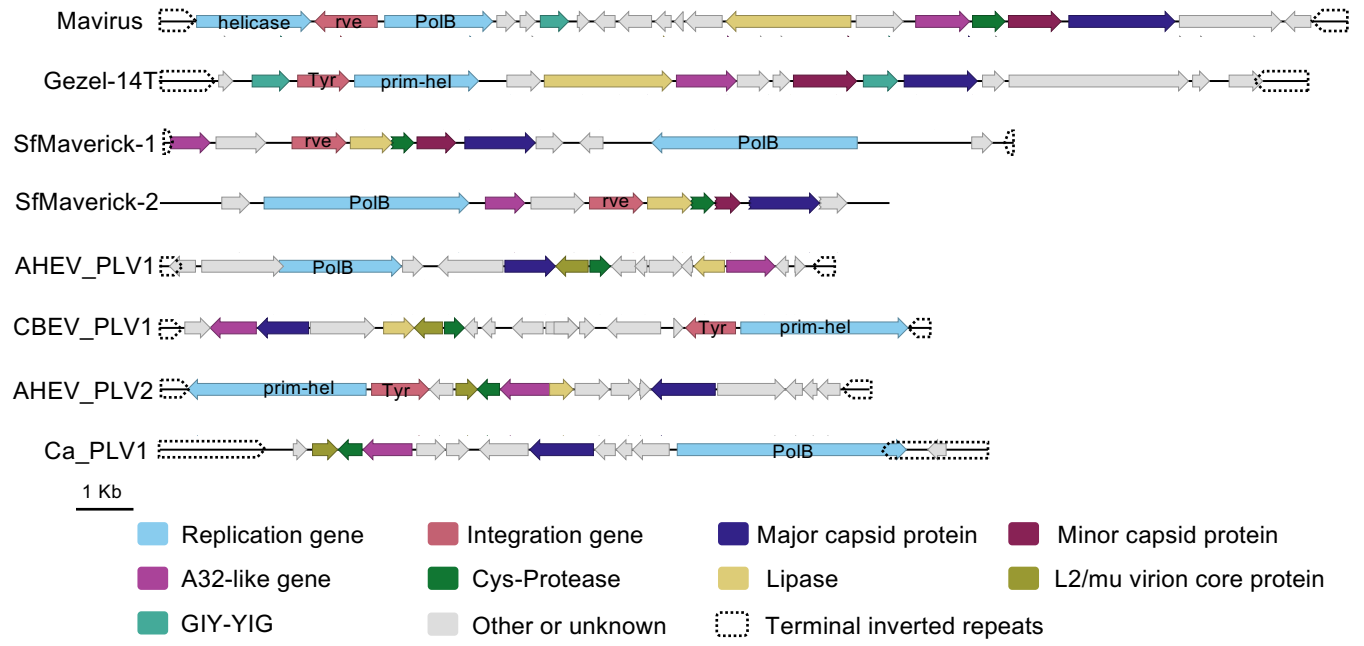 Mavirus helicase rve PolB
Gezel-14T Tyr prim-hel
SfMaverick-1 rve PolB
SfMaverick-2 PolB rve
AHEV_PLV1 PolB
CBEV_PLV1 Tyr prim-hel
AHEV_PLV2 prim-hel Tyr
Ca_PLV1 PolB
1 Kb
Replication gene Integration gene Major capsid protein Minor capsid protein
A32-like gene Cys-Protease Lipase L2/mu virion core protein
GIY-YIG Other or unknown Terminal inverted repeats